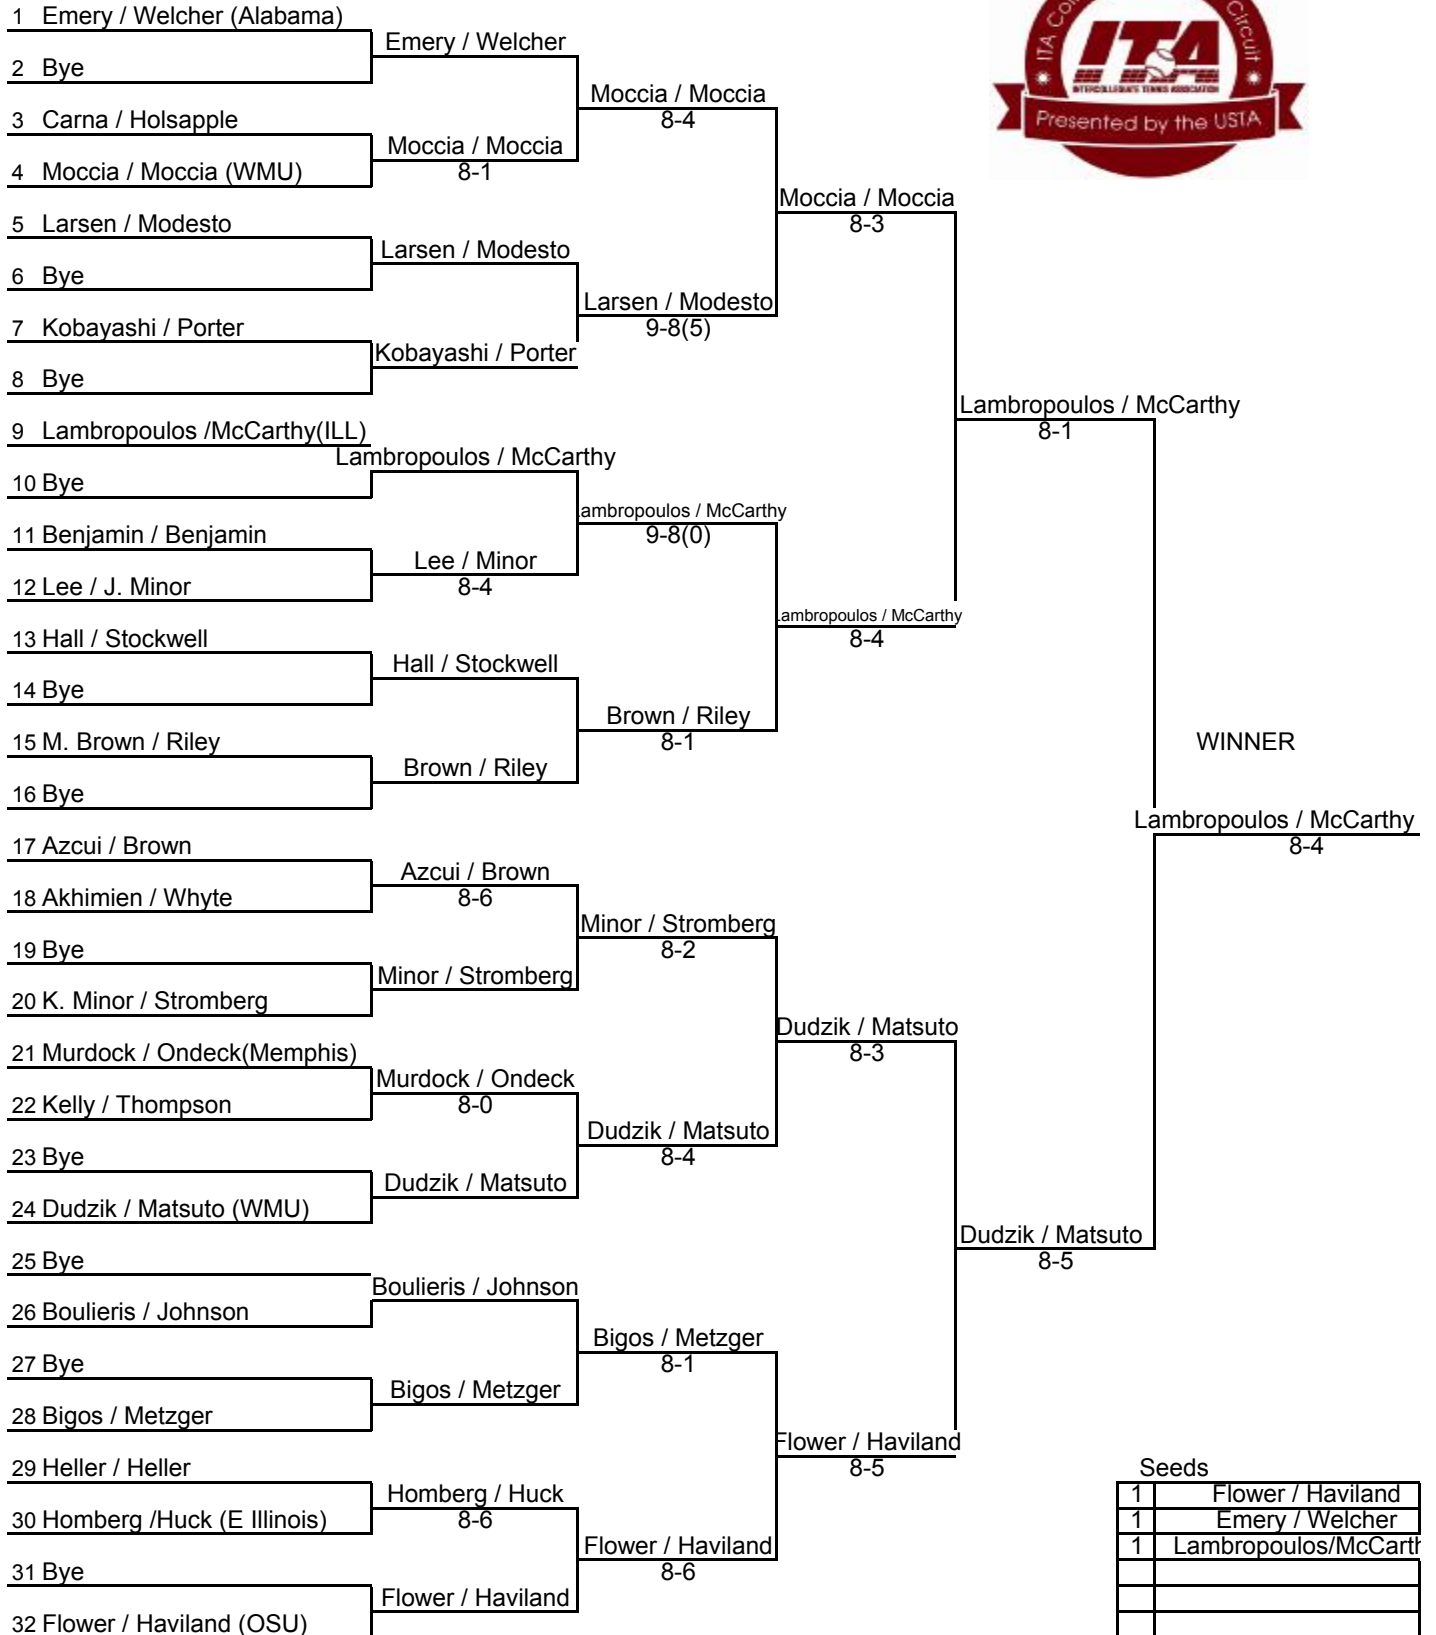 ITA Circuit
ITA
INTERCOLLEGIATE TENNIS ASSOCIATION
Presented by the USTA
1 Emery / Welcher (Alabama)
Emery / Welcher
2 Bye
Moccia / Moccia
8-4
3 Carna / Holsapple
Moccia / Moccia
8-1
4 Moccia / Moccia (WMU)
Moccia / Moccia
8-3
5 Larsen / Modesto
Larsen / Modesto
6 Bye
Larsen / Modesto
9-8(5)
7 Kobayashi / Porter
Kobayashi / Porter
8 Bye
Lambropoulos / McCarthy
8-1
9 Lambropoulos /McCarthy(ILL)
Lambropoulos / McCarthy
10 Bye
ambropoulos / McCarthy
9-8(0)
11 Benjamin / Benjamin
Lee / Minor
8-4
12 Lee / J. Minor
ambropoulos / McCarthy
8-4
13 Hall / Stockwell
Hall / Stockwell
14 Bye
Brown / Riley
8-1
15 M. Brown / Riley
WINNER
Brown / Riley
16 Bye
Lambropoulos / McCarthy
8-4
17 Azcui / Brown
Azcui / Brown
8-6
18 Akhimien / Whyte
Minor / Stromberg
8-2
19 Bye
Minor / Stromberg
20 K. Minor / Stromberg
Dudzik / Matsuto
8-3
21 Murdock / Ondeck(Memphis)
Murdock / Ondeck
8-0
22 Kelly / Thompson
Dudzik / Matsuto
8-4
23 Bye
Dudzik / Matsuto
24 Dudzik / Matsuto (WMU)
Dudzik / Matsuto
8-5
25 Bye
Boulieris / Johnson
26 Boulieris / Johnson
Bigos / Metzger
8-1
27 Bye
Bigos / Metzger
28 Bigos / Metzger
Flower / Haviland
8-5
29 Heller / Heller
Homberg / Huck
8-6
30 Homberg /Huck (E Illinois)
Flower / Haviland
8-6
31 Bye
Flower / Haviland
32 Flower / Haviland (OSU)
Seeds
1 Flower / Haviland
1 Emery / Welcher
1 Lambropoulos/McCarth